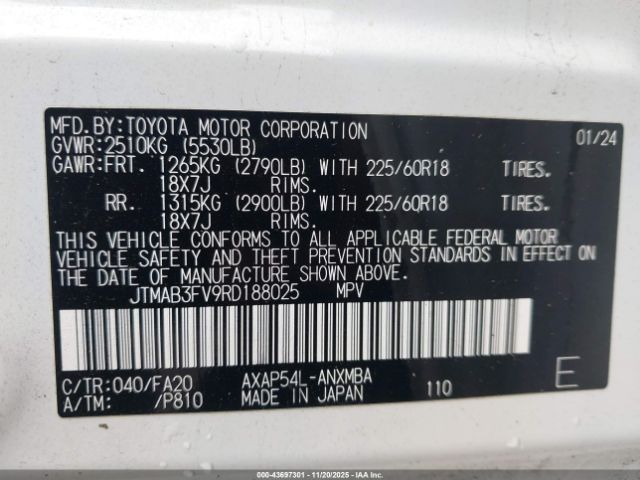 MFD.BY:TOYOTA MOTOR CORPORATION 01/24
GVWR:2510KG (5530LB)
GAWR:FRT. 1265KG (2790LB) WITH 225/60R18 TIRES.
18X7J RIMS.
RR. 1315KG (2900LB) WITH 225/60R18 TIRES.
18X7J RIMS.
THIS VEHICLE CONFORMS TO ALL APPLICABLE FEDERAL MOTOR
VEHICLE SAFETY AND THEFT PREVENTION STANDARDS IN EFFECT ON
THE DATE OF MANUFACTURE SHOWN ABOVE.
JTMAB3FV9RD188025 MPV
C/TR:040/FA20 AXAP54L-ANXMBA 110 E
A/TM: /P810 MADE IN JAPAN
000-43697301 - 11/20/2025 - IAA Inc.